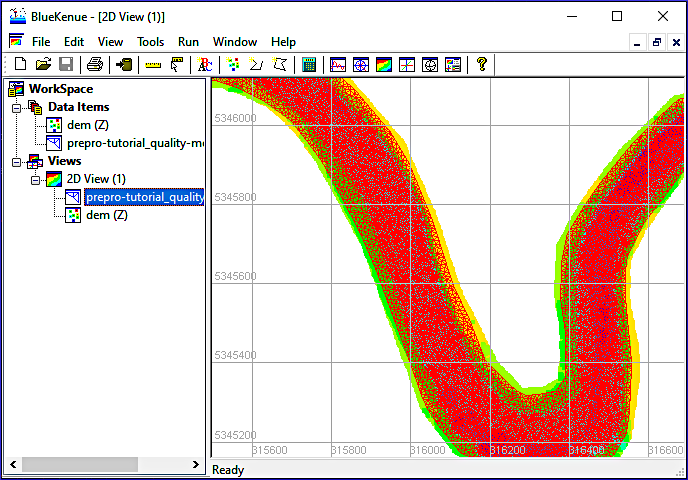 BlueKenue - [2D View (1)]
File Edit View Tools Run Window Help
ABC
?
WorkSpace
Data Items
dem (Z)
prepro-tutorial_quality-m
Views
2D View (1)
prepro-tutorial_quality
dem (Z)
5346000
5345800
5345600
5345400
5345200
315600 315800 316000 316200 316400 316600
Ready